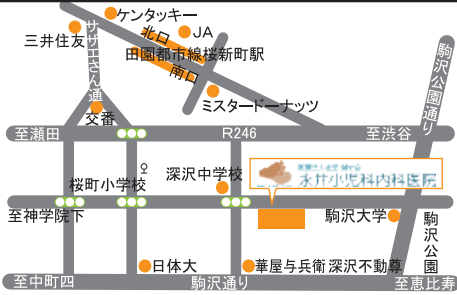 ケンタッキー
北口
JA
三井住友
サザエさん通
田園都市線桜新町駅
南口
駒沢公園通り
ミスタードーナッツ
交番
至瀬田
R246
至渋谷
永井小児科内科医院
深沢中学校
桜町小学校
至神学院下
駒沢大学
駒沢公園
日体大
駒沢通り
華屋与兵衛
深沢不動尊
至中町四
至恵比寿